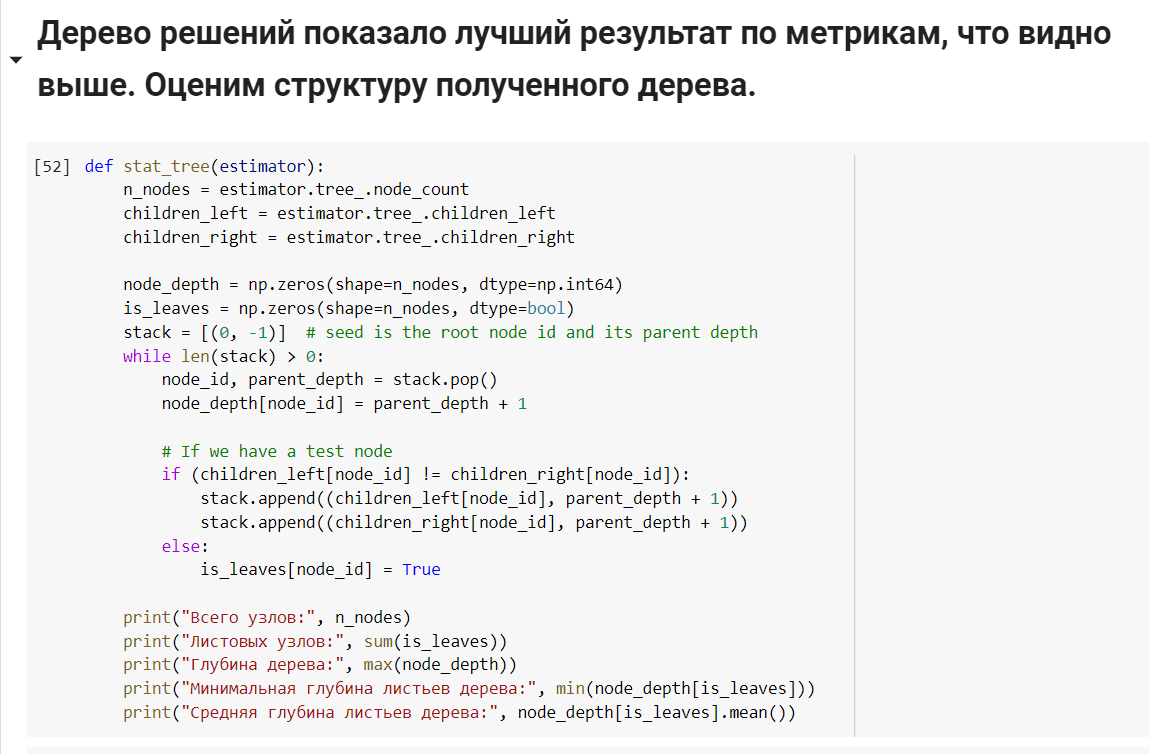 Дерево решений показало лучший результат по метрикам, что видно
выше. Оценим структуру полученного дерева.
[52] def stat_tree(estimator):
    n_nodes = estimator.tree_.node_count
    children_left = estimator.tree_.children_left
    children_right = estimator.tree_.children_right

    node_depth = np.zeros(shape=n_nodes, dtype=np.int64)
    is_leaves = np.zeros(shape=n_nodes, dtype=bool)
    stack = [(0, -1)]  # seed is the root node id and its parent depth
    while len(stack) > 0:
        node_id, parent_depth = stack.pop()
        node_depth[node_id] = parent_depth + 1

        # If we have a test node
        if (children_left[node_id] != children_right[node_id]):
            stack.append((children_left[node_id], parent_depth + 1))
            stack.append((children_right[node_id], parent_depth + 1))
        else:
            is_leaves[node_id] = True

    print("Всего узлов:", n_nodes)
    print("Листовых узлов:", sum(is_leaves))
    print("Глубина дерева:", max(node_depth))
    print("Минимальная глубина листьев дерева:", min(node_depth[is_leaves]))
    print("Средняя глубина листьев дерева:", node_depth[is_leaves].mean())